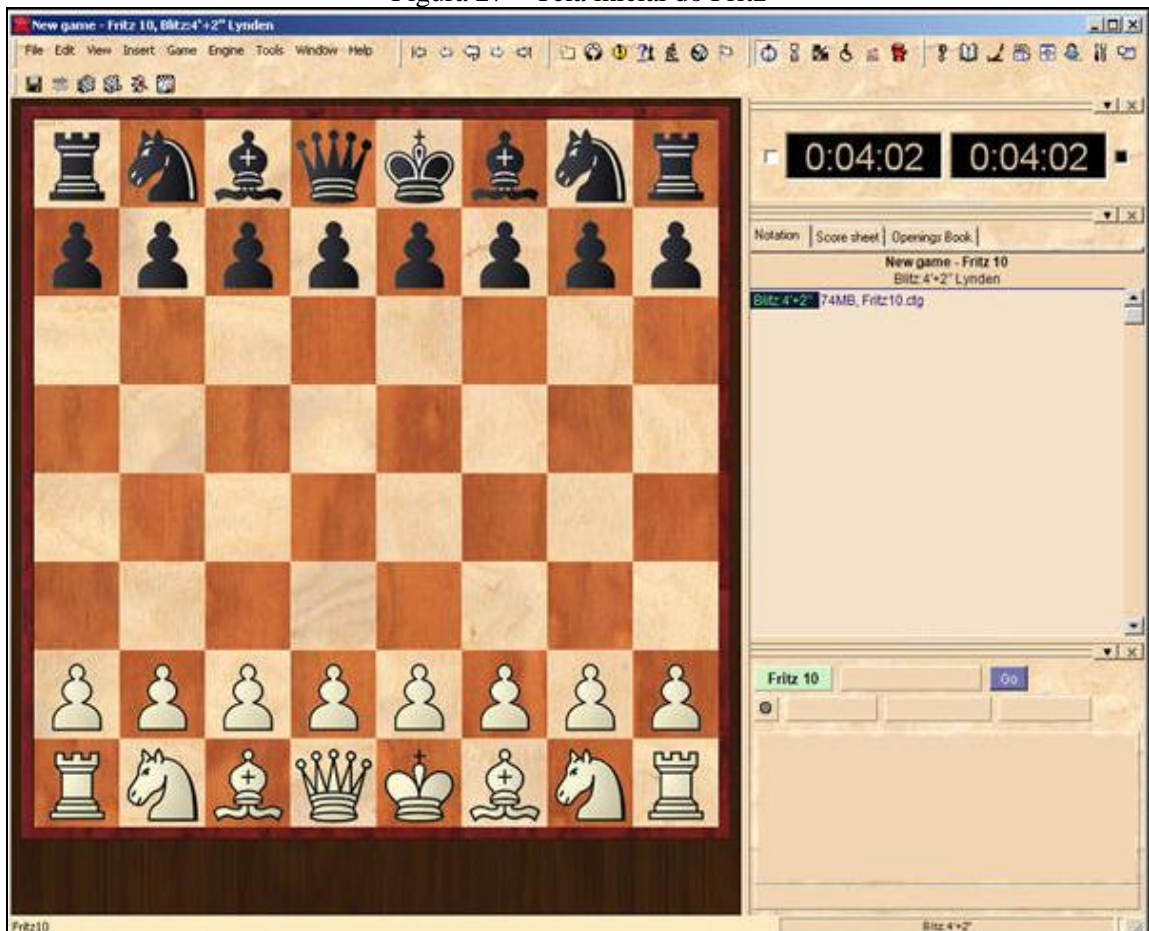 Figura 27 – Tela inicial do Fritz
New game - Fritz 10, Blitz:4'+2" Lynden
File Edit View Insert Game Engine Tools Window Help
0:04:02 0:04:02
Notation Score sheet Openings Book
New game - Fritz 10
Blitz:4'+2" Lynden
Blitz:4'+2" 74MB, Fritz10.ctg
Fritz 10 Go
Fritz10 Blitz 4'+2"